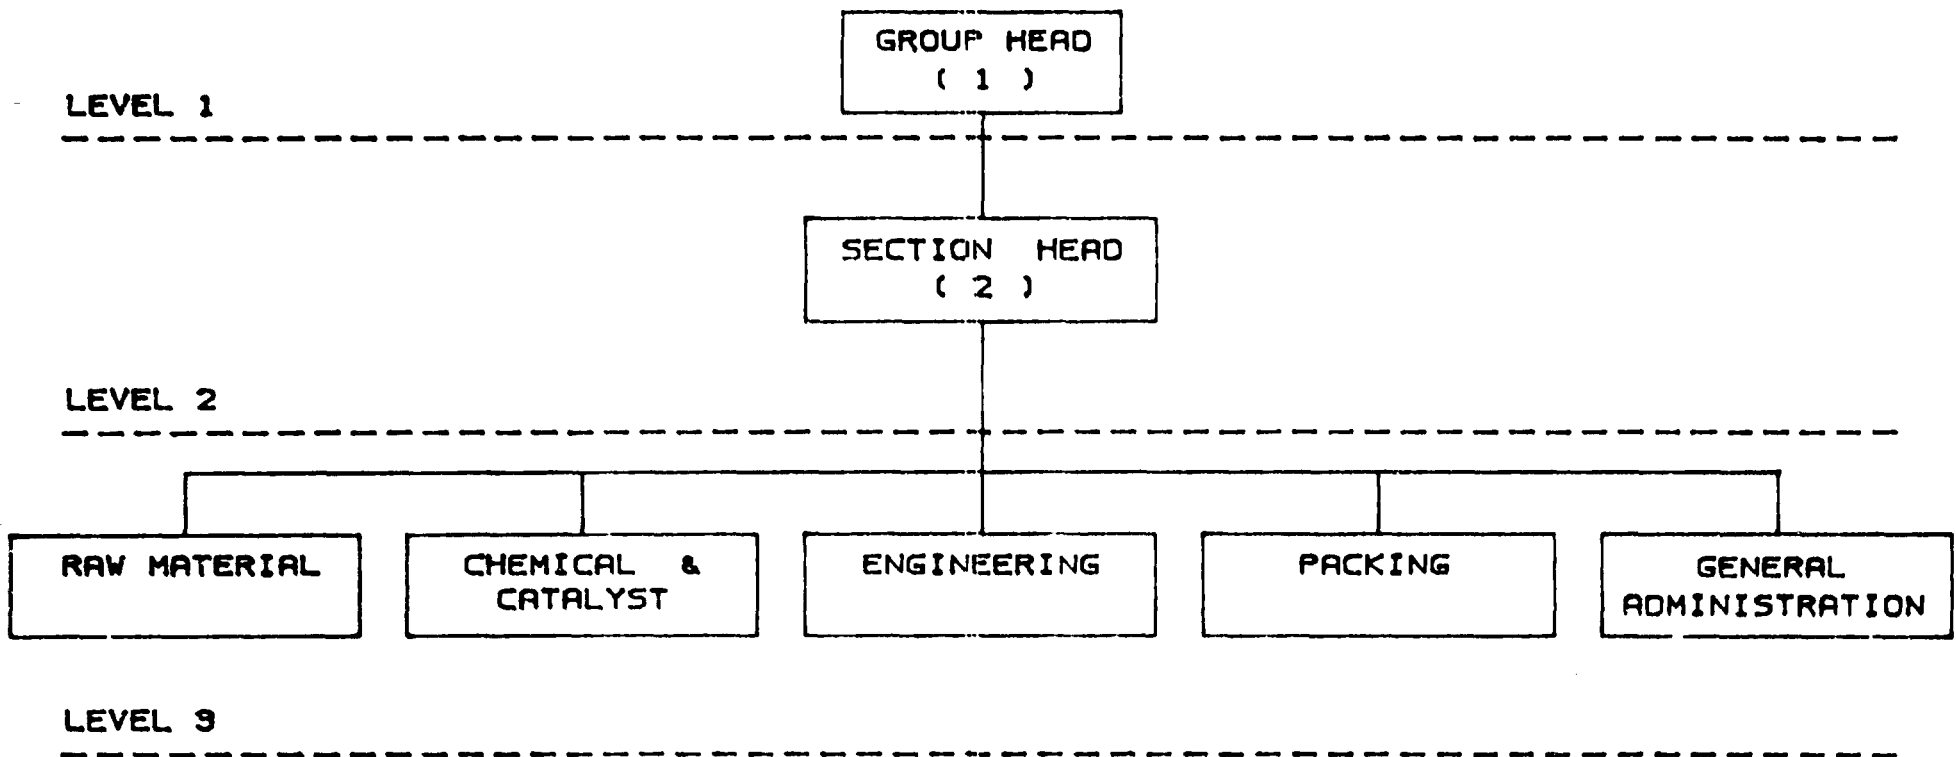 GROUP HEAD
( 1 )
LEVEL 1
SECTION HEAD
( 2 )
LEVEL 2
RAW MATERIAL
CHEMICAL &
CATALYST
ENGINEERING
PACKING
GENERAL
ADMINISTRATION
LEVEL 3